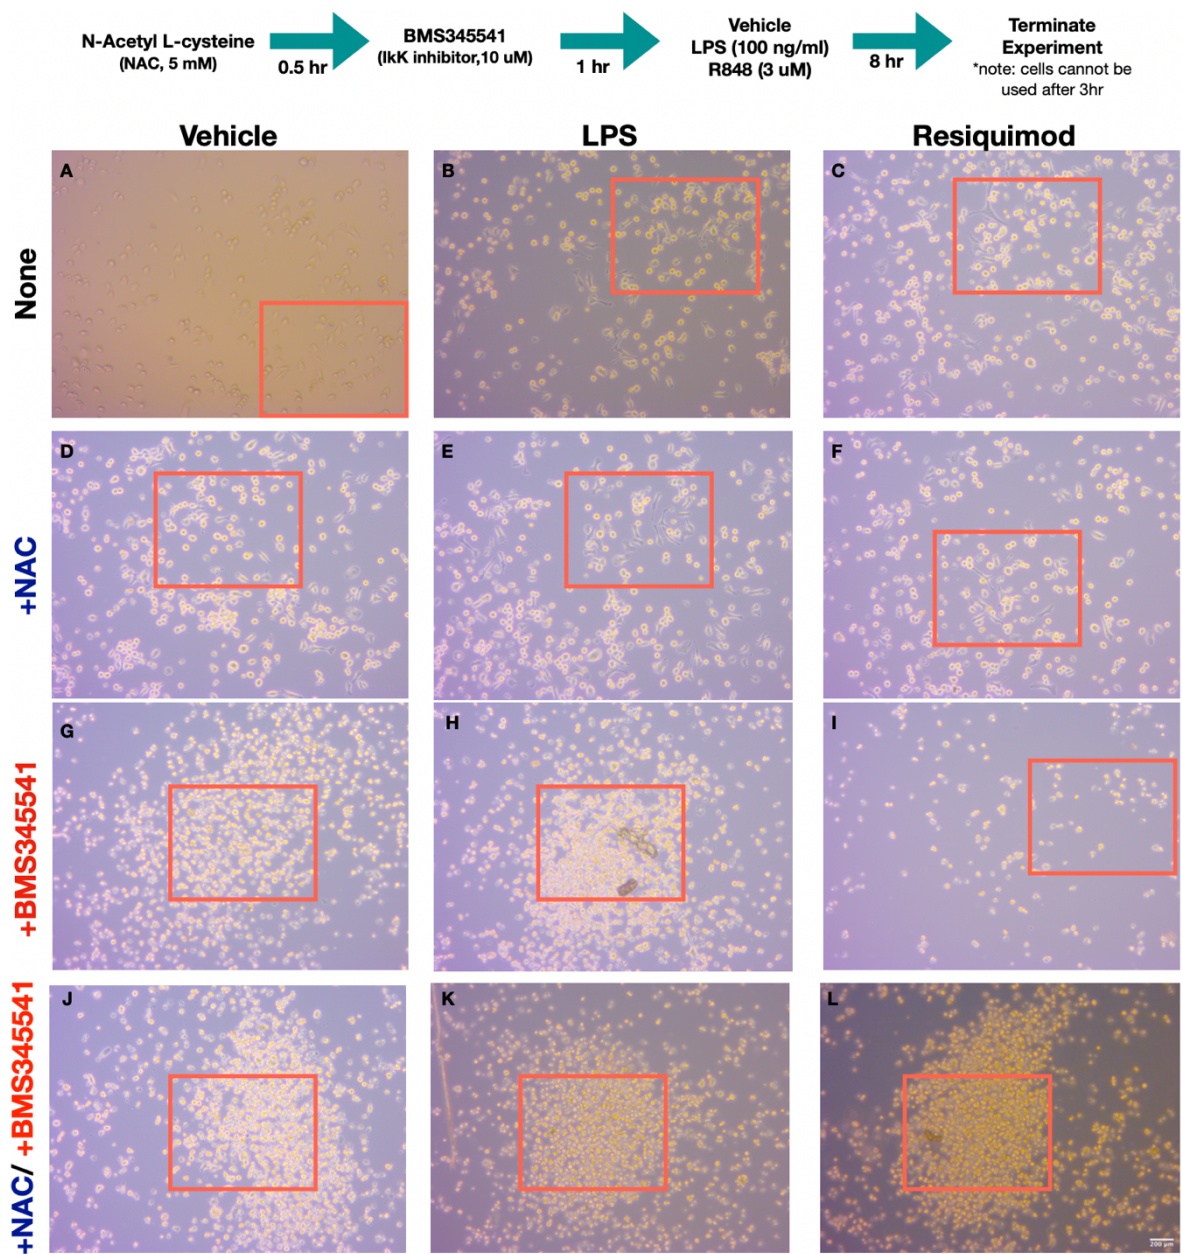 N-Acetyl L-cysteine
(NAC, 5 mM)
0.5 hr
BMS345541
(IkK inhibitor,10 uM)
1 hr
Vehicle
LPS (100 ng/ml)
R848 (3 uM)
8 hr
Terminate
Experiment
*note: cells cannot be
used after 3hr
Vehicle
LPS
Resiquimod
None
A
B
C
+NAC
D
E
F
+BMS345541
G
H
I
+NAC/ +BMS345541
J
K
L
200 µm